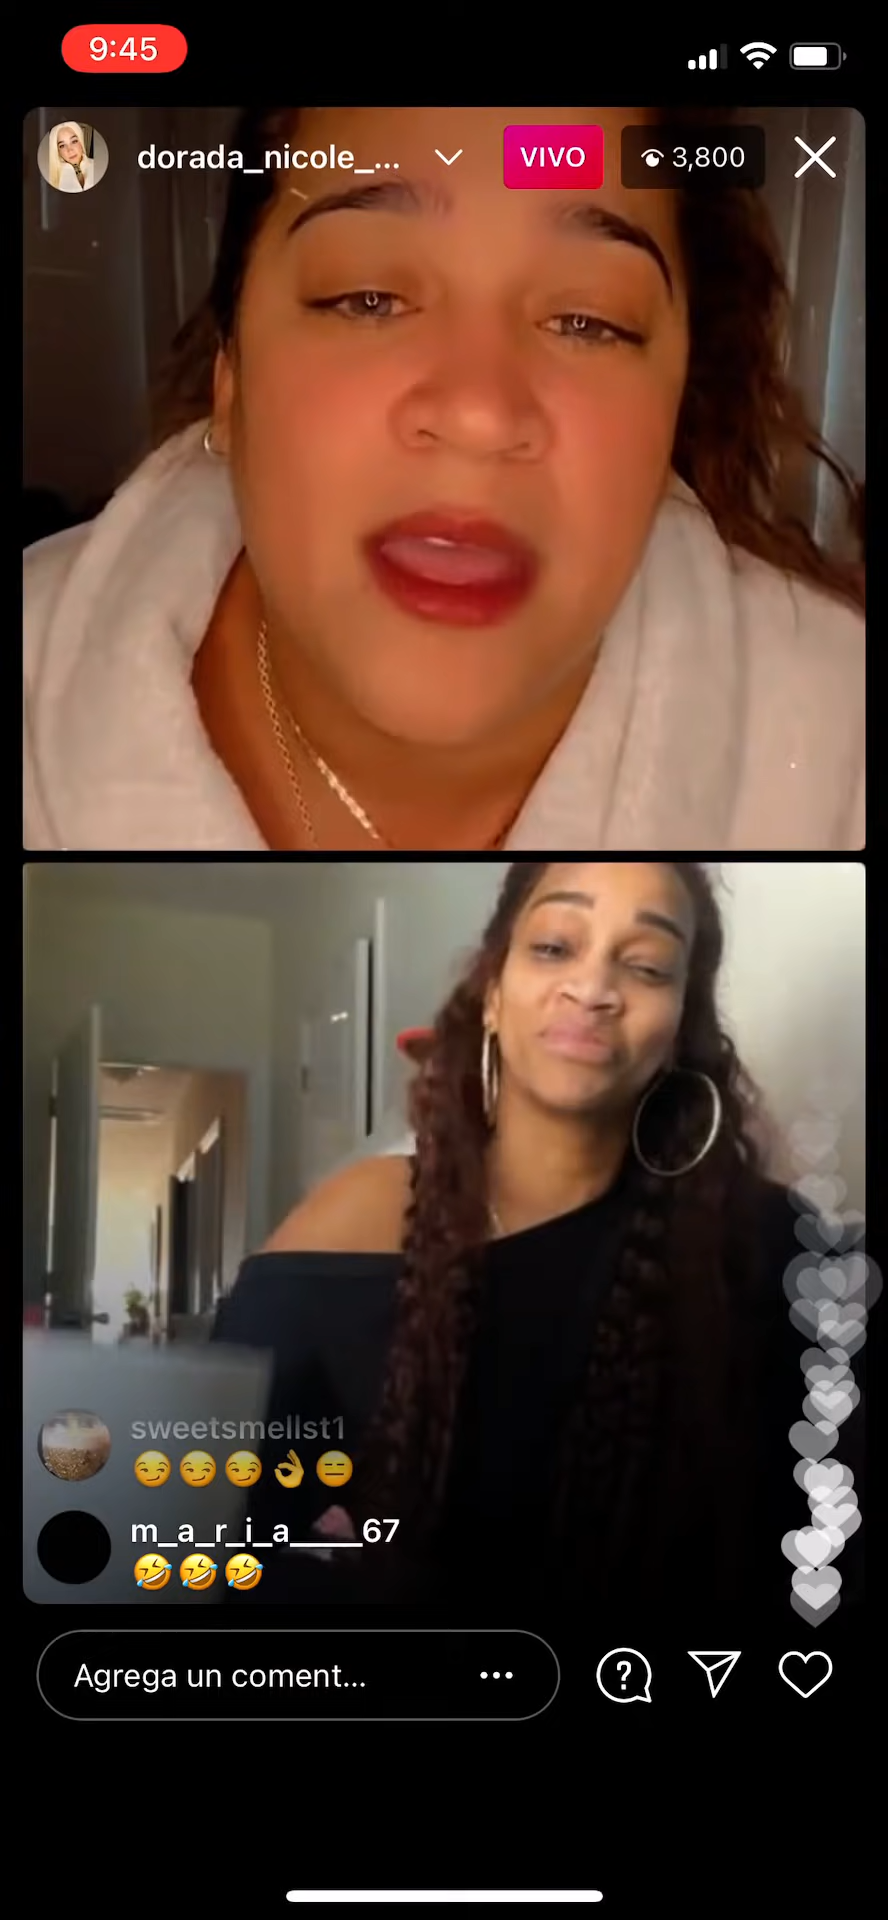 9:45
dorada_nicole_...
VIVO
3,800
sweetsmellst1
😏😏😏👌😑
m_a_r_i_a____67
🤣🤣🤣
Agrega un coment...